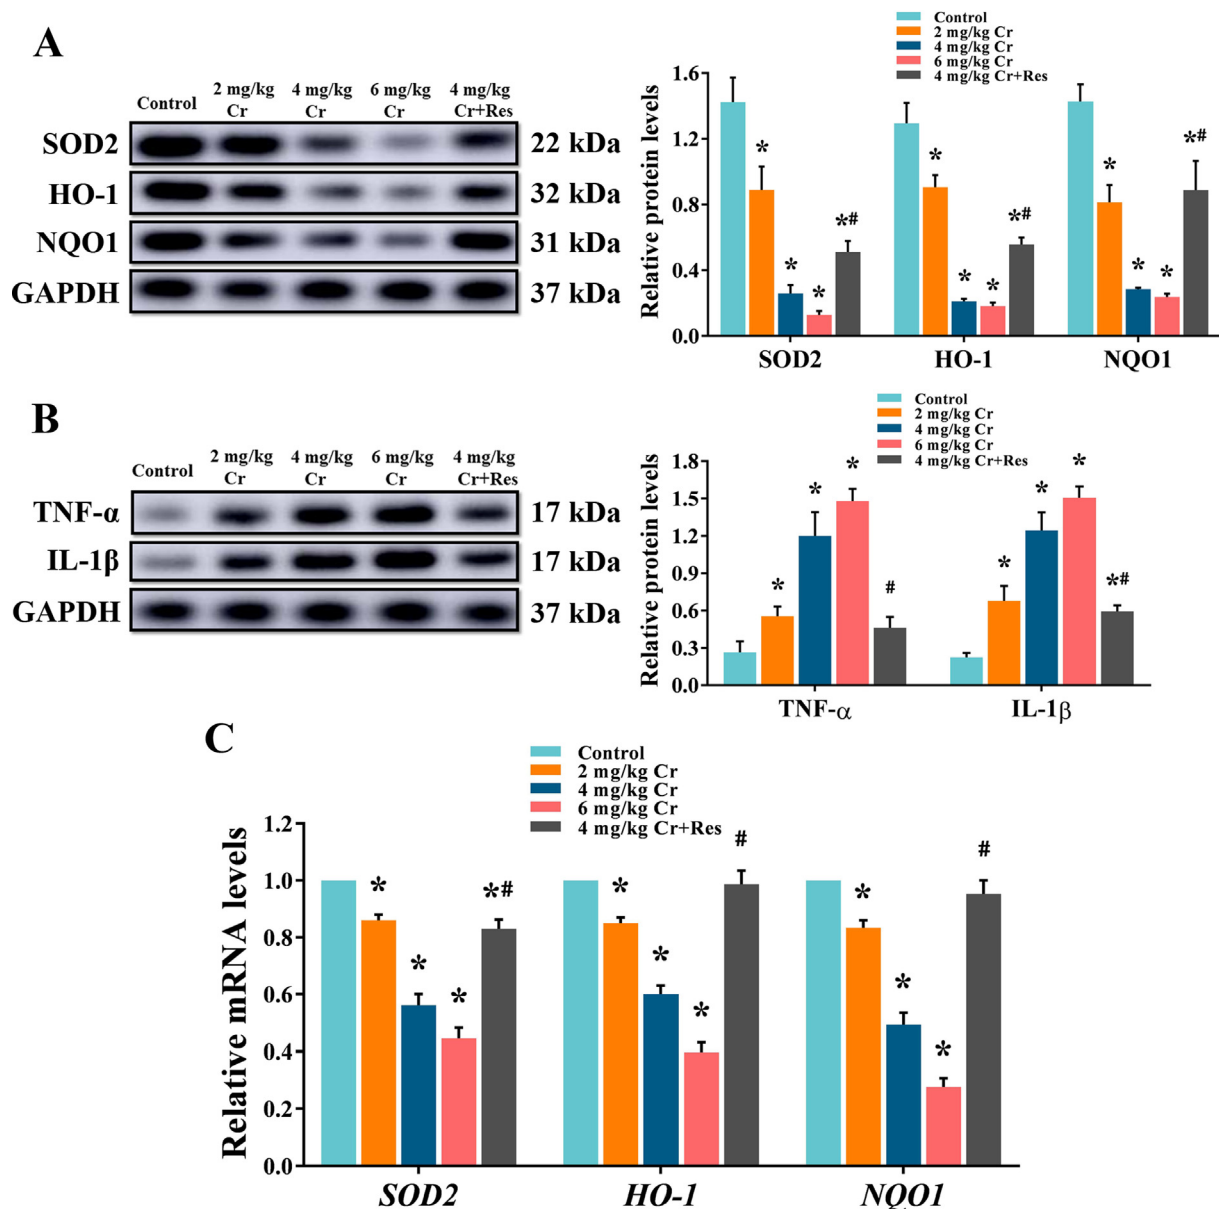 A
Control
2 mg/kg Cr
4 mg/kg Cr
6 mg/kg Cr
4 mg/kg Cr+Res
Control
2 mg/kg Cr
4 mg/kg Cr
6 mg/kg Cr
4 mg/kg Cr+Res
SOD2
22 kDa
HO-1
32 kDa
NQO1
31 kDa
GAPDH
37 kDa
Relative protein levels
1.6
1.2
0.8
0.4
0.0
*
*
*
*#
*
*
*
*#
*
*
*
*#
SOD2
HO-1
NQO1
B
Control
2 mg/kg Cr
4 mg/kg Cr
6 mg/kg Cr
4 mg/kg Cr+Res
Control
2 mg/kg Cr
4 mg/kg Cr
6 mg/kg Cr
4 mg/kg Cr+Res
TNF-α
17 kDa
IL-1β
17 kDa
GAPDH
37 kDa
Relative protein levels
1.8
1.5
1.2
0.9
0.6
0.3
0.0
*
*
*
#
*
*
*
*#
TNF-α
IL-1β
C
Control
2 mg/kg Cr
4 mg/kg Cr
6 mg/kg Cr
4 mg/kg Cr+Res
Relative mRNA levels
1.2
1.0
0.8
0.6
0.4
0.2
0.0
*
*
*
*#
*
*
*
#
*
*
*
#
SOD2
HO-1
NQO1